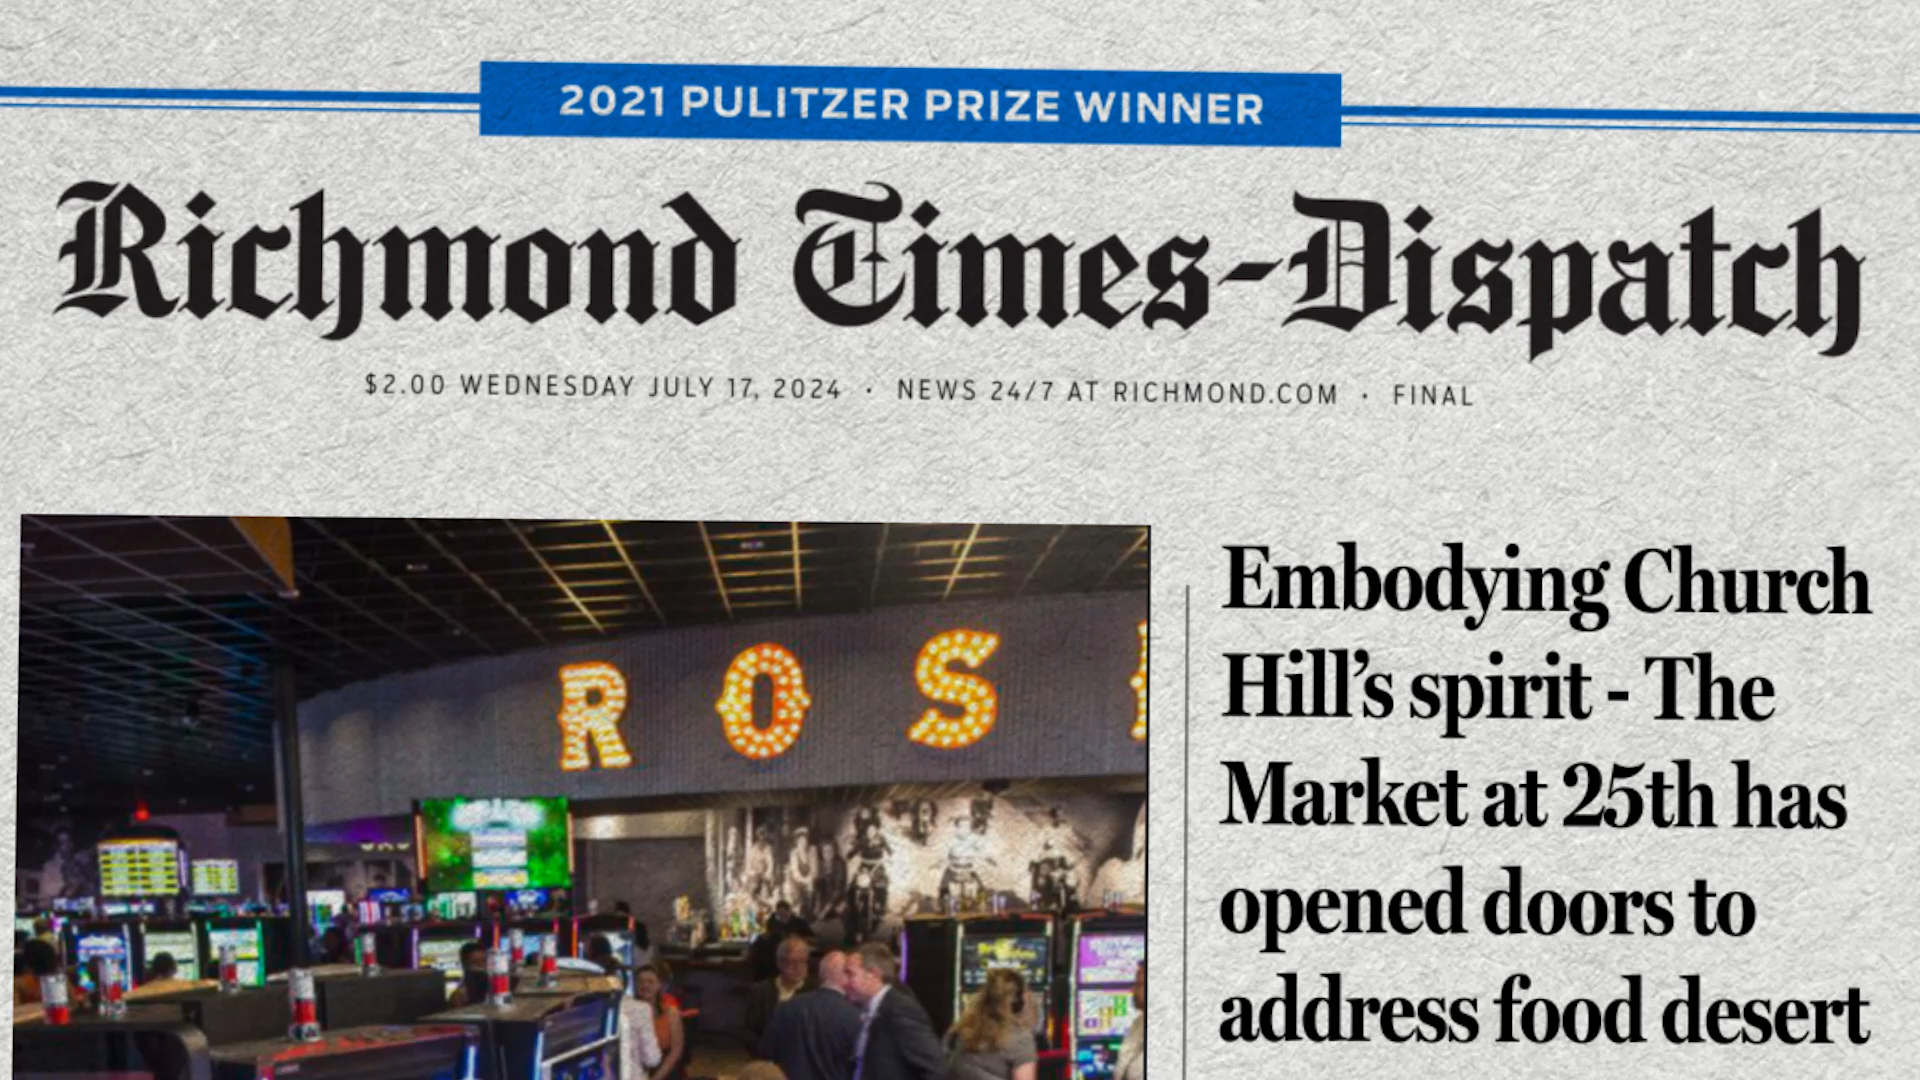 2021 PULITZER PRIZE WINNER
Richmond Times-Dispatch
$2.00 WEDNESDAY JULY 17, 2024 · NEWS 24/7 AT RICHMOND.COM · FINAL
ROS
Embodying Church
Hill's spirit - The
Market at 25th has
opened doors to
address food desert